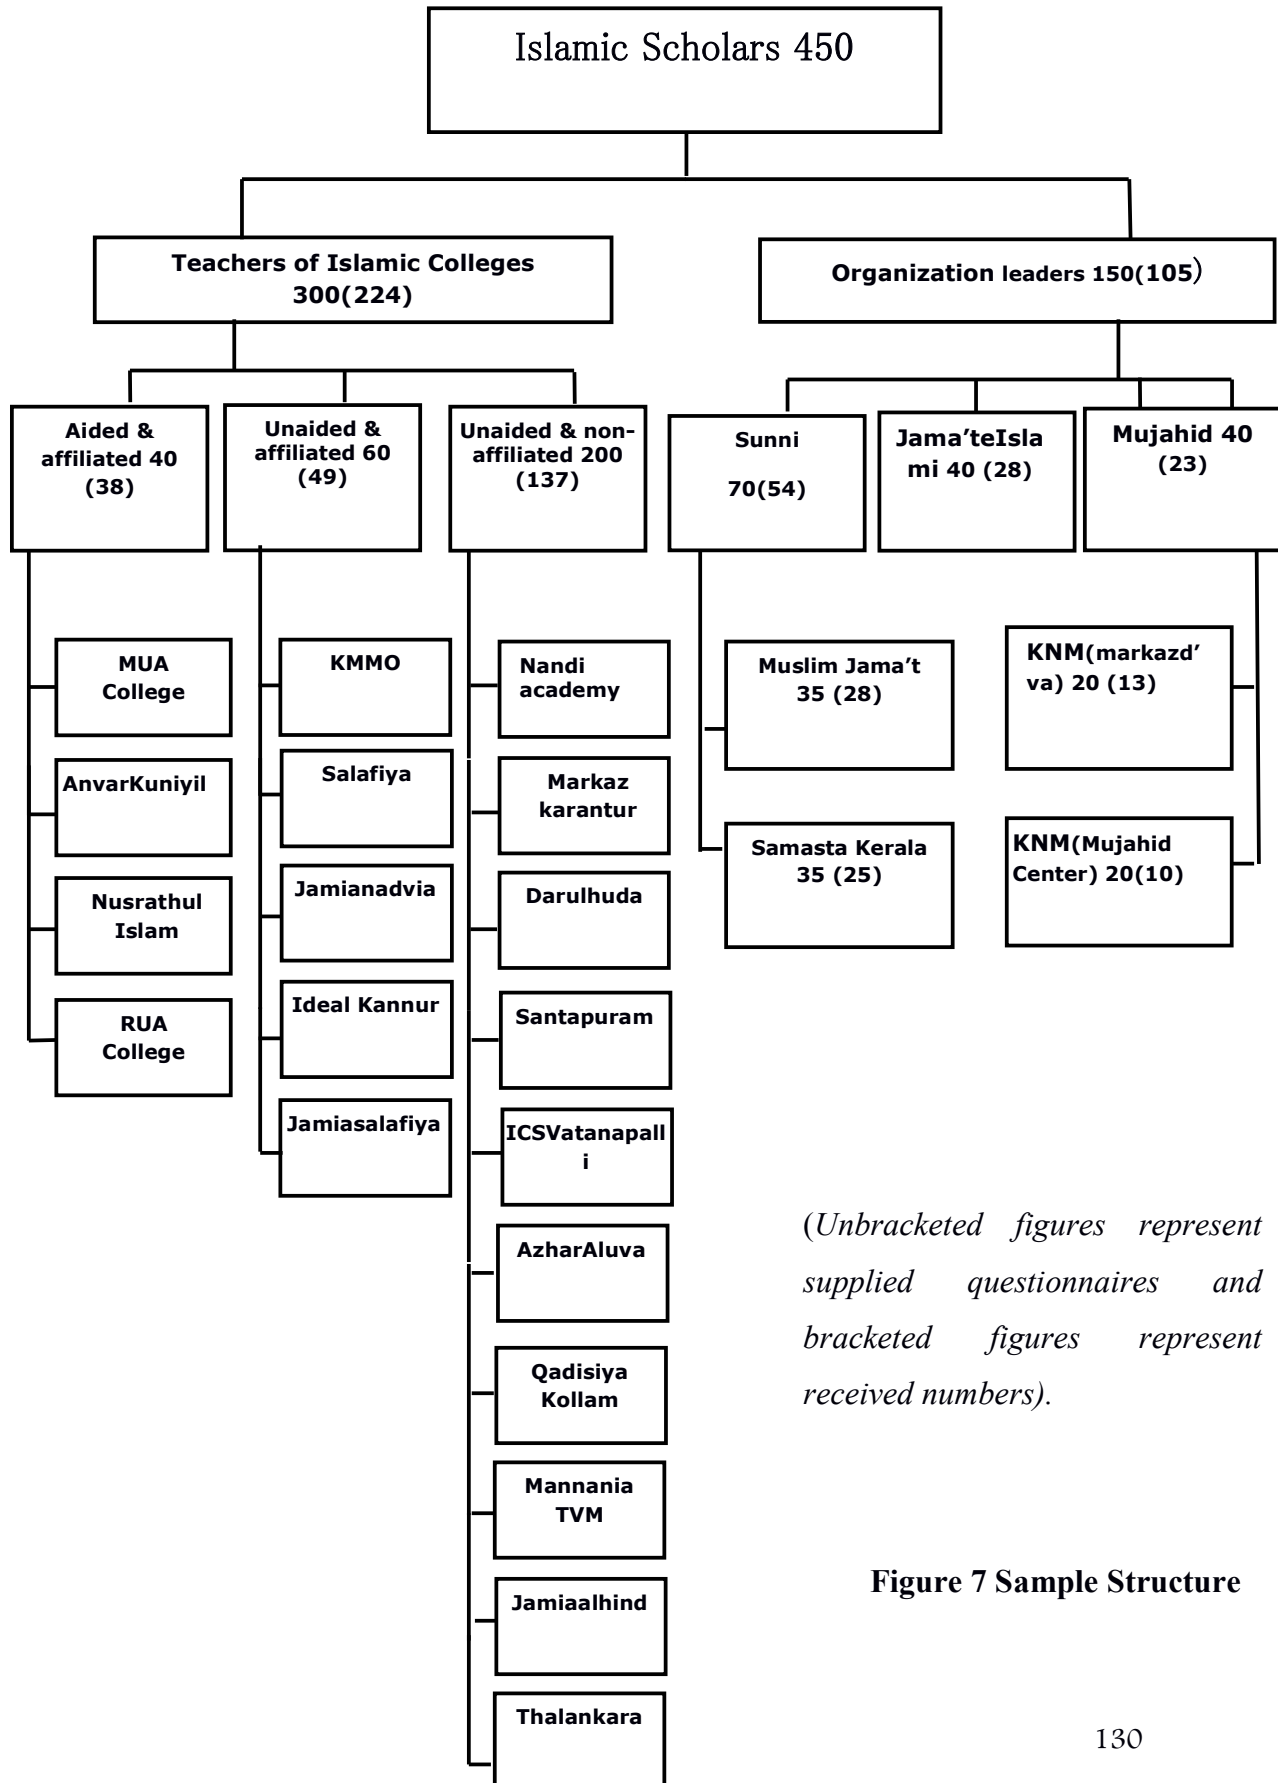 Islamic Scholars 450
Teachers of Islamic Colleges
300(224)
Organization leaders 150(105)
Aided &
affiliated 40
(38)
Unaided &
affiliated 60
(49)
Unaided & non-
affiliated 200
(137)
Sunni
70(54)
Jama’teIsla
mi 40 (28)
Mujahid 40
(23)
MUA
College
AnvarKuniyil
Nusrathul
Islam
RUA
College
KMMO
Salafiya
Jamianadvia
Ideal Kannur
Jamiasalafiya
Nandi
academy
Markaz
karantur
Darulhuda
Santapuram
ICSVatanapall
i
AzharAluva
Qadisiya
Kollam
Mannania
TVM
Jamiaalhind
Thalankara
Muslim Jama’t
35 (28)
Samasta Kerala
35 (25)
KNM(markazd’
va) 20 (13)
KNM(Mujahid
Center) 20(10)
(Unbracketed figures represent
supplied questionnaires and
bracketed figures represent
received numbers).
Figure 7 Sample Structure
130